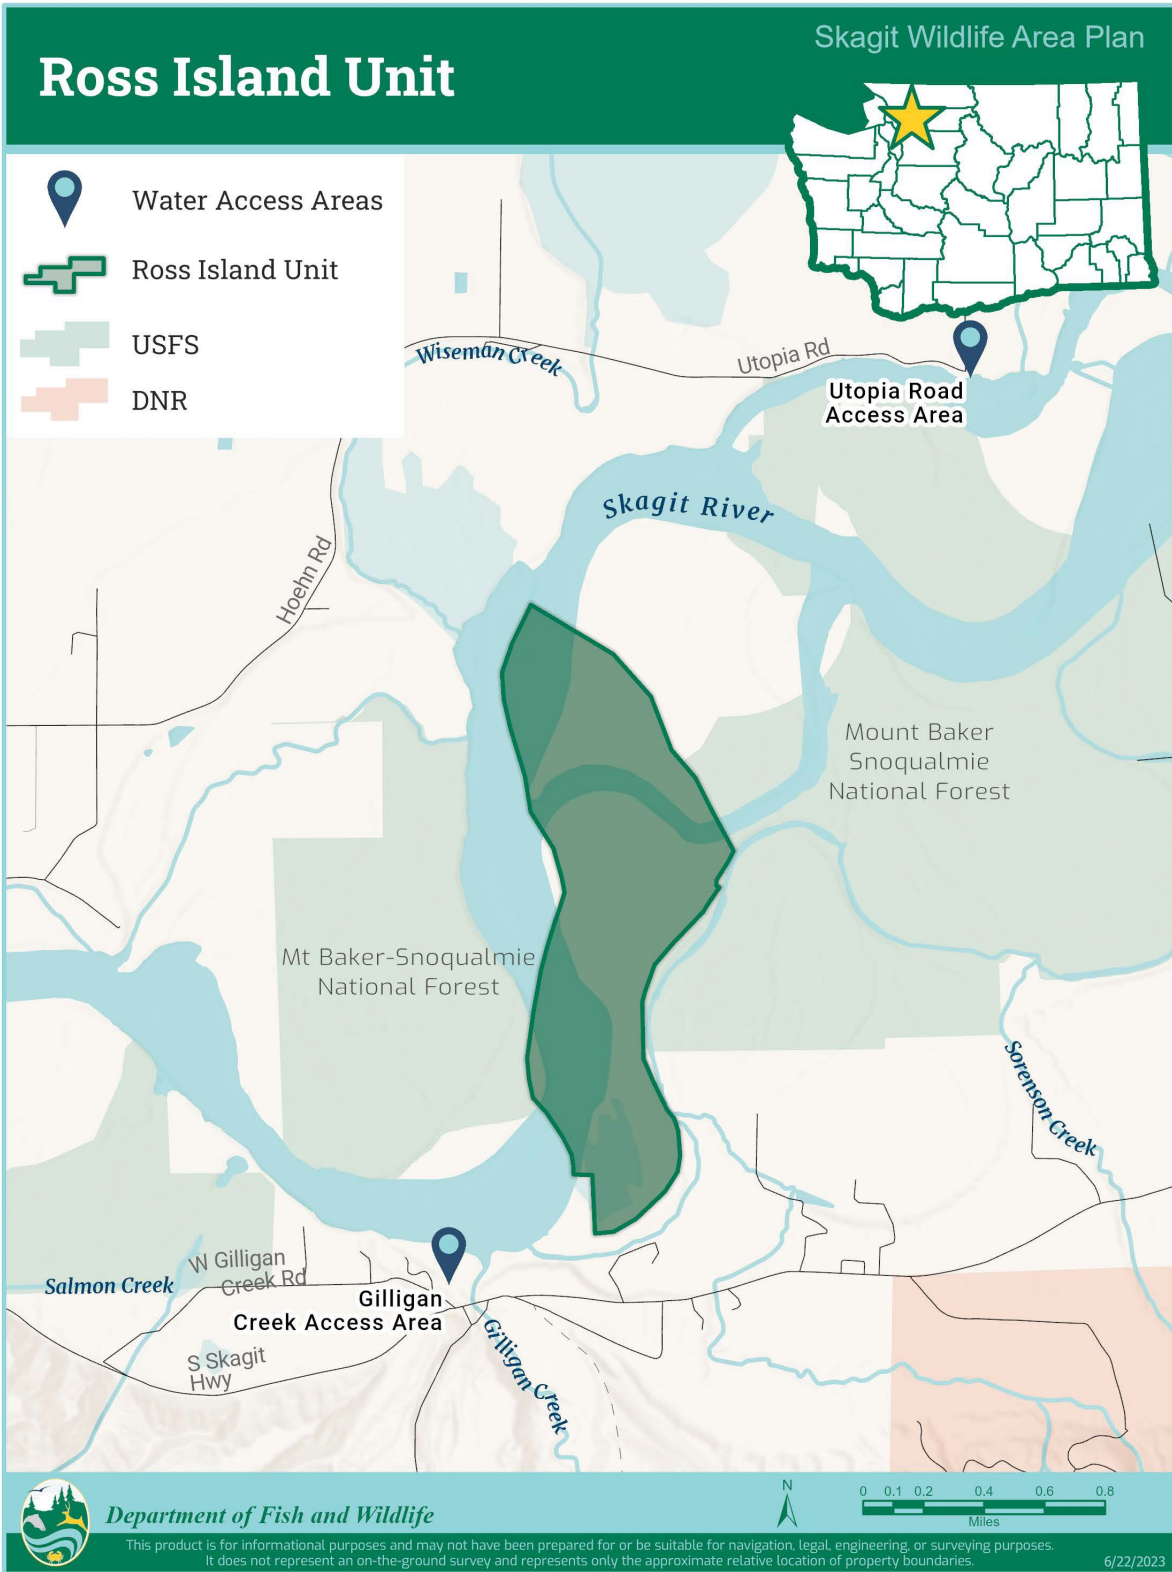 Skagit Wildlife Area Plan
Ross Island Unit
Water Access Areas
Ross Island Unit
USFS
DNR
Wiseman Creek
Utopia Rd
Utopia Road
Access Area
Skagit River
Hoehn Rd
Mount Baker
Snoqualmie
National Forest
Mt Baker-Snoqualmie
National Forest
Sorenson Creek
W Gilligan
Creek Rd
Salmon Creek
Gilligan
Creek Access Area
S Skagit
Hwy
Gilligan Creek
Department of Fish and Wildlife
N
0 0.1 0.2 0.4 0.6 0.8
Miles
This product is for informational purposes and may not have been prepared for or be suitable for navigation, legal, engineering, or surveying purposes.
It does not represent an on-the-ground survey and represents only the approximate relative location of property boundaries.
6/22/2023